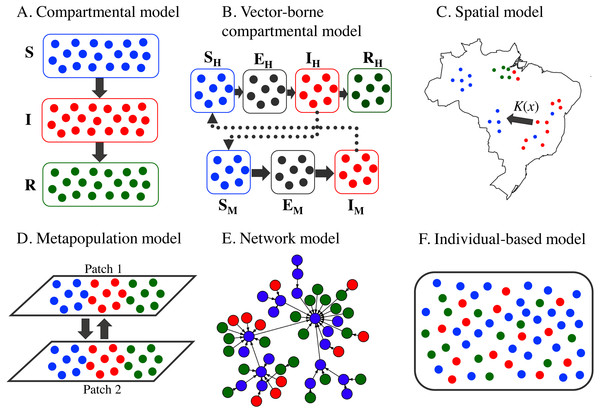 A. Compartmental model
S
I
R
B. Vector-borne
compartmental model
S_H E_H I_H R_H
S_M E_M I_M
C. Spatial model
K(x)
D. Metapopulation model
Patch 1
Patch 2
E. Network model
F. Individual-based model